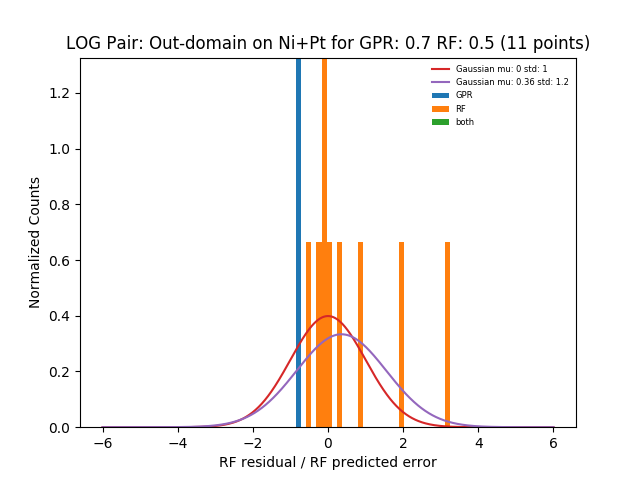 LOG Pair: Out-domain on Ni+Pt for GPR: 0.7 RF: 0.5 (11 points)
Gaussian mu: 0 std: 1
Gaussian mu: 0.36 std: 1.2
GPR
RF
both
Normalized Counts
1.2
1.0
0.8
0.6
0.4
0.2
0.0
−6 −4 −2 0 2 4 6
RF residual / RF predicted error